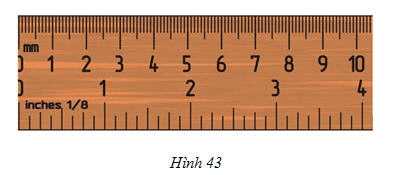 mm
0 1 2 3 4 5 6 7 8 9 10
0 1 2 3 4
inches 1/8
Hình 43